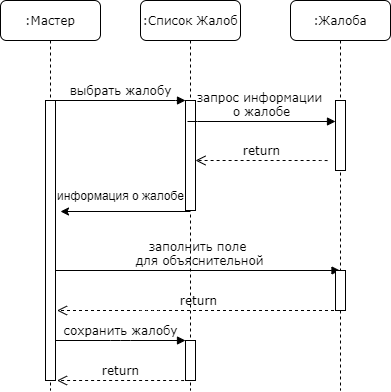 :Мастер
:Список Жалоб
:Жалоба
выбрать жалобу
запрос информации
о жалобе
return
информация о жалобе
заполнить поле
для объяснительной
return
сохранить жалобу
return